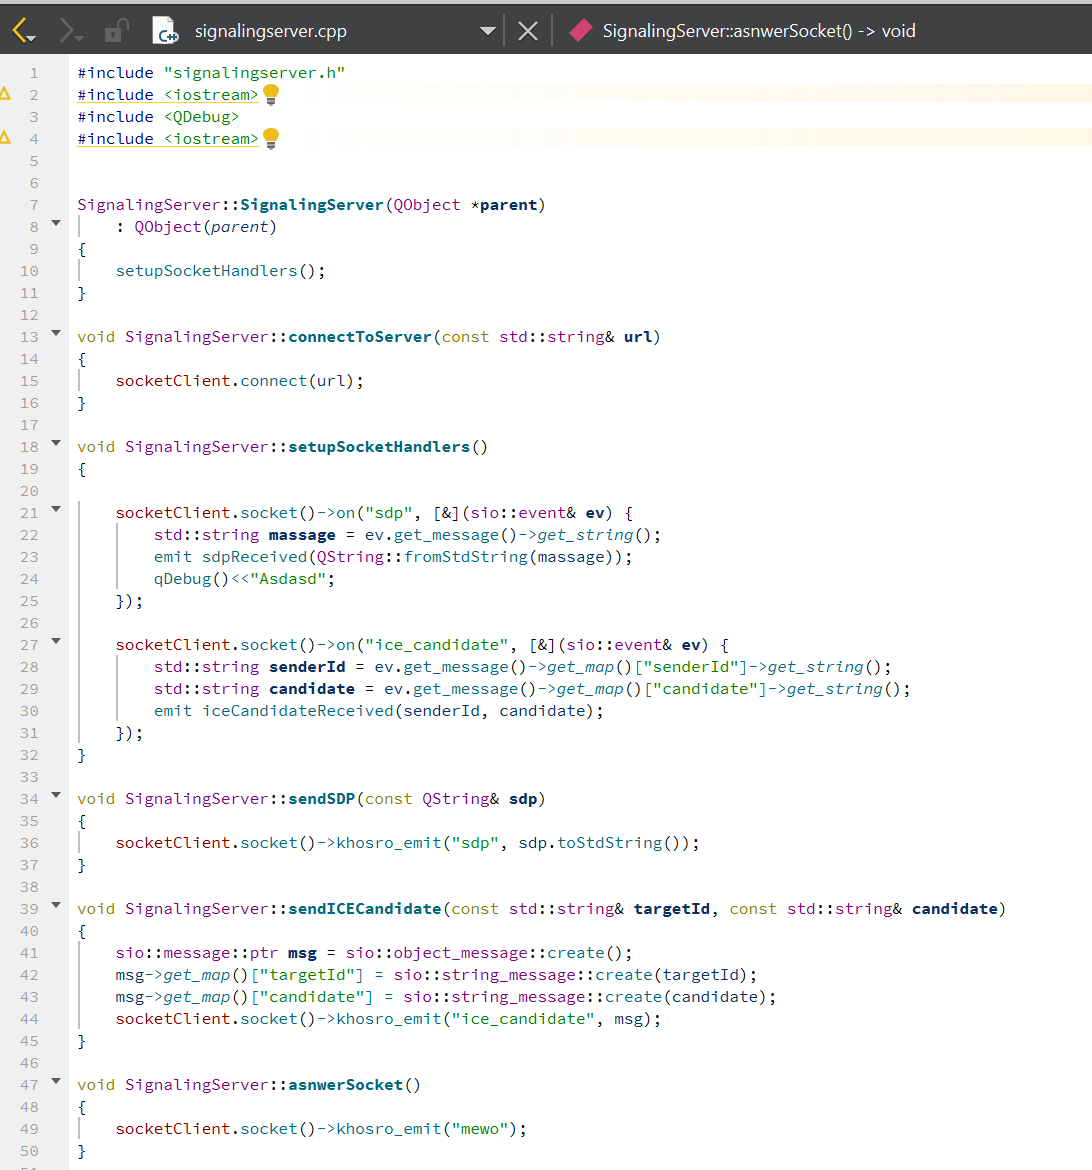 signalingserver.cpp SignalingServer::asnwerSocket() -> void
1 #include "signalingserver.h"
2 #include <iostream>
3 #include <QDebug>
4 #include <iostream>
5
6
7 SignalingServer::SignalingServer(QObject *parent)
8 : QObject(parent)
9 {
10 setupSocketHandlers();
11 }
12
13 void SignalingServer::connectToServer(const std::string& url)
14 {
15 socketClient.connect(url);
16 }
17
18 void SignalingServer::setupSocketHandlers()
19 {
20
21 socketClient.socket()->on("sdp", [&](sio::event& ev) {
22 std::string massage = ev.get_message()->get_string();
23 emit sdpReceived(QString::fromStdString(massage));
24 qDebug()<<"Asdasd";
25 });
26
27 socketClient.socket()->on("ice_candidate", [&](sio::event& ev) {
28 std::string senderId = ev.get_message()->get_map()["senderId"]->get_string();
29 std::string candidate = ev.get_message()->get_map()["candidate"]->get_string();
30 emit iceCandidateReceived(senderId, candidate);
31 });
32 }
33
34 void SignalingServer::sendSDP(const QString& sdp)
35 {
36 socketClient.socket()->khosro_emit("sdp", sdp.toStdString());
37 }
38
39 void SignalingServer::sendICECandidate(const std::string& targetId, const std::string& candidate)
40 {
41 sio::message::ptr msg = sio::object_message::create();
42 msg->get_map()["targetId"] = sio::string_message::create(targetId);
43 msg->get_map()["candidate"] = sio::string_message::create(candidate);
44 socketClient.socket()->khosro_emit("ice_candidate", msg);
45 }
46
47 void SignalingServer::asnwerSocket()
48 {
49 socketClient.socket()->khosro_emit("mewo");
50 }